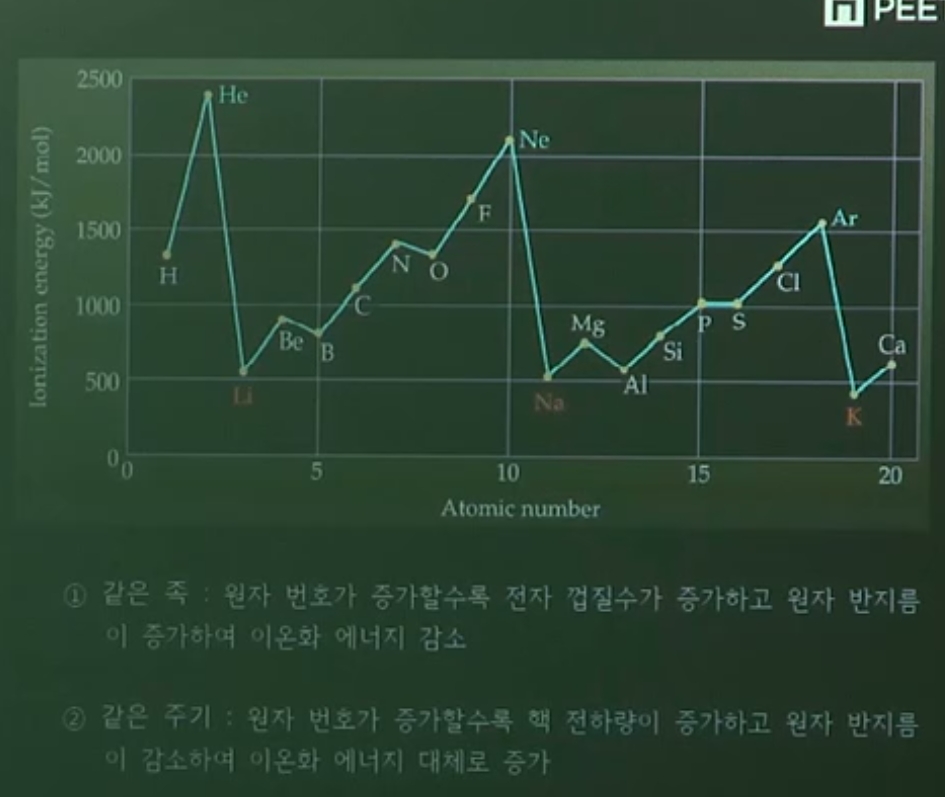 PEET
2500
He
2000
Ne
1500
Ar
H
N
O
F
Cl
1000
C
Be
B
Mg
P
S
Si
Ca
500
Li
Na
Al
K
0
0
5
10
15
20
Ionization energy (kJ/mol)
Atomic number
① 같은 족 : 원자 번호가 증가할수록 전자 껍질수가 증가하고 원자 반지름
이 증가하여 이온화 에너지 감소
② 같은 주기 : 원자 번호가 증가할수록 핵 전하량이 증가하고 원자 반지름
이 감소하여 이온화 에너지 대체로 증가